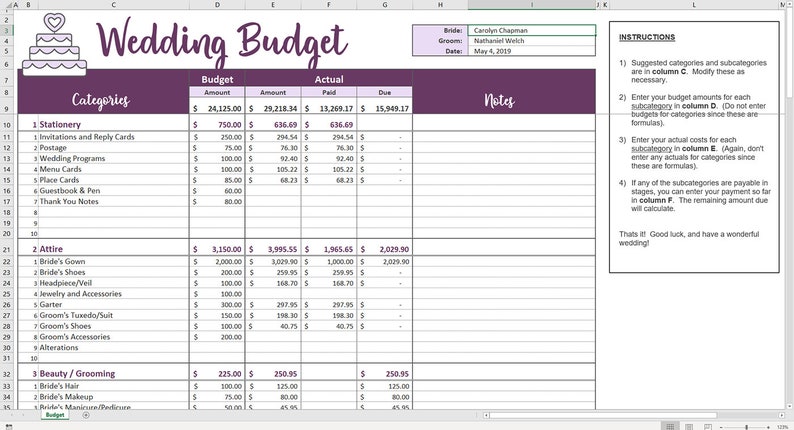 A B C D E F G H I J K L M
Wedding Budget
Bride: Carolyn Chapman
Groom: Nathaniel Welch
Date: May 4, 2019
Budget Actual
Categories Amount Amount Paid Due Notes
$ 24,125.00 $ 29,218.34 $ 13,269.17 $ 15,949.17
1 Stationery $ 750.00 $ 636.69 $ 636.69
1 Invitations and Reply Cards $ 250.00 $ 294.54 $ 294.54 $ -
2 Postage $ 75.00 $ 76.30 $ 76.30 $ -
3 Wedding Programs $ 100.00 $ 92.40 $ 92.40 $ -
4 Menu Cards $ 100.00 $ 105.22 $ 105.22 $ -
5 Place Cards $ 85.00 $ 68.23 $ 68.23 $ -
6 Guestbook & Pen $ 60.00
7 Thank You Notes $ 80.00
8
9
10
2 Attire $ 3,150.00 $ 3,995.55 $ 1,965.65 $ 2,029.90
1 Bride's Gown $ 2,000.00 $ 3,029.90 $ 1,000.00 $ 2,029.90
2 Bride's Shoes $ 200.00 $ 259.95 $ 259.95 $ -
3 Headpiece/Veil $ 100.00 $ 168.70 $ 168.70 $ -
4 Jewelry and Accessories $ 100.00
5 Garter $ 300.00 $ 297.95 $ 297.95 $ -
6 Groom's Tuxedo/Suit $ 150.00 $ 198.30 $ 198.30 $ -
7 Groom's Shoes $ 100.00 $ 40.75 $ 40.75 $ -
8 Groom's Accessories $ 200.00
9 Alterations
10
3 Beauty / Grooming $ 225.00 $ 250.95 $ 250.95
1 Bride's Hair $ 100.00 $ 125.00 $ 125.00
2 Bride's Makeup $ 75.00 $ 80.00 $ 80.00
3 Bride's Manicure/Pedicure $ 50.00 $ 45.95 $ 45.95
INSTRUCTIONS
1) Suggested categories and subcategories
are in column C. Modify these as
necessary.
2) Enter your budget amounts for each
subcategory in column D. (Do not enter
budgets for categories since these are
formulas).
3) Enter your actual costs for each
subcategory in column E. (Again, don't
enter any actuals for categories since
these are formulas).
4) If any of the subcategories are payable in
stages, you can enter your payment so far
in column F. The remaining amount due
will calculate.
Thats it! Good luck, and have a wonderful
wedding!
Budget
123%